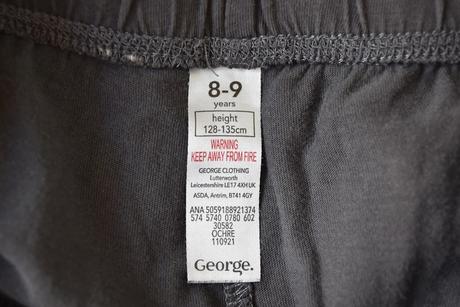 8-9
years
height
128-135cm
WARNING
KEEP AWAY FROM FIRE
GEORGE CLOTHING
Lutterworth
Leicestershire LE17 4XH UK
ASDA, Antrim, BT41 4GY
ANA 5059188921374
574 5740 0780 602
30582
OCHRE
110921
George.